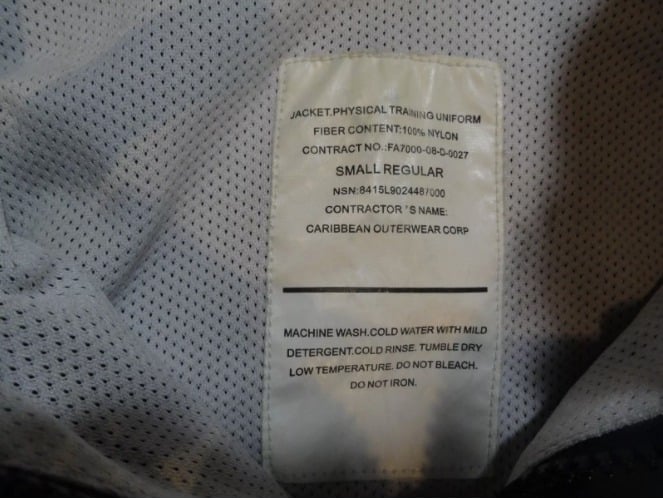 JACKET.PHYSICAL TRAINING UNIFORM
FIBER CONTENT:100% NYLON
CONTRACT NO.:FA7000-08-D-0027
SMALL REGULAR
NSN:8415L9024487000
CONTRACTOR 'S NAME:
CARIBBEAN OUTERWEAR CORP
MACHINE WASH.COLD WATER WITH MILD
DETERGENT.COLD RINSE. TUMBLE DRY
LOW TEMPERATURE. DO NOT BLEACH.
DO NOT IRON.